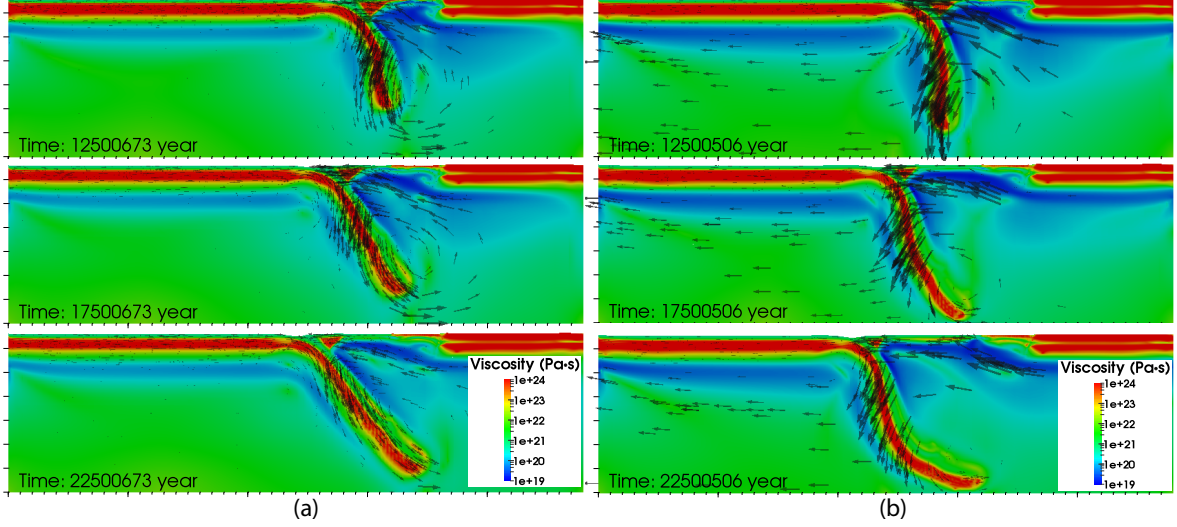 Time: 12500673 year
Time: 12500506 year
Time: 17500673 year
Time: 17500506 year
Viscosity (Pa·s)
1e+24
1e+23
1e+22
1e+21
1e+20
1e+19
Time: 22500673 year
Viscosity (Pa·s)
1e+24
1e+23
1e+22
1e+21
1e+20
1e+19
Time: 22500506 year
(a)
(b)